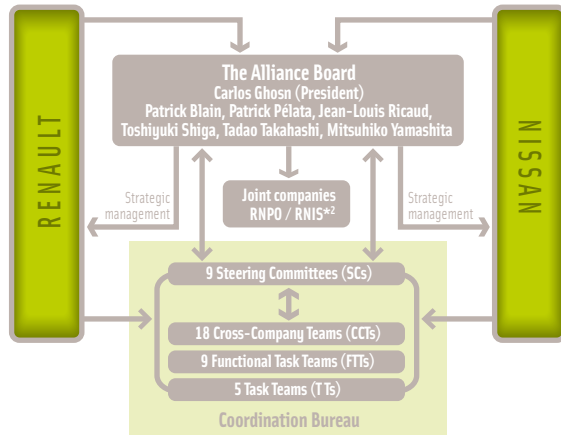 RENAULT
NISSAN
The Alliance Board
Carlos Ghosn (President)
Patrick Blain, Patrick Pélata, Jean-Louis Ricaud,
Toshiyuki Shiga, Tadao Takahashi, Mitsuhiko Yamashita
Strategic
management
Joint companies
RNPO / RNIS*2
Strategic
management
9 Steering Committees (SCs)
18 Cross-Company Teams (CCTs)
9 Functional Task Teams (FTTs)
5 Task Teams (TTs)
Coordination Bureau